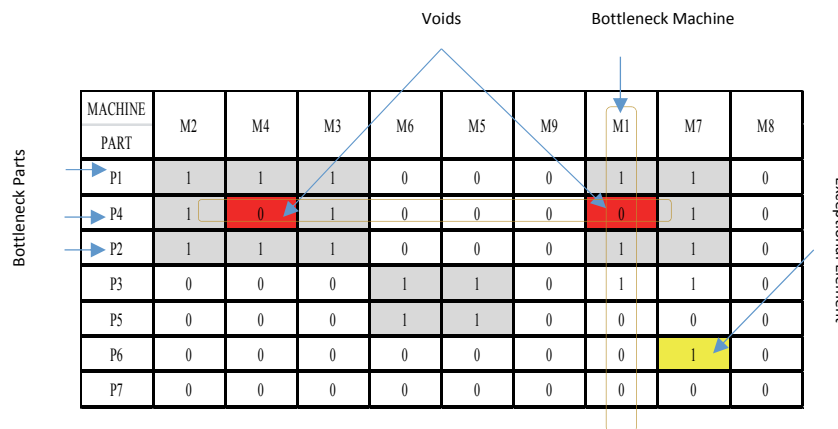 Voids Bottleneck Machine
MACHINE M2 M4 M3 M6 M5 M9 M1 M7 M8
PART
P1 1 1 1 0 0 0 1 1 0
P4 1 0 1 0 0 0 0 1 0
P2 1 1 1 0 0 0 1 1 0
P3 0 0 0 1 1 0 1 1 0
P5 0 0 0 1 1 0 0 0 0
P6 0 0 0 0 0 0 0 1 0
P7 0 0 0 0 0 0 0 0 0
Bottleneck Parts
Exceptional Element